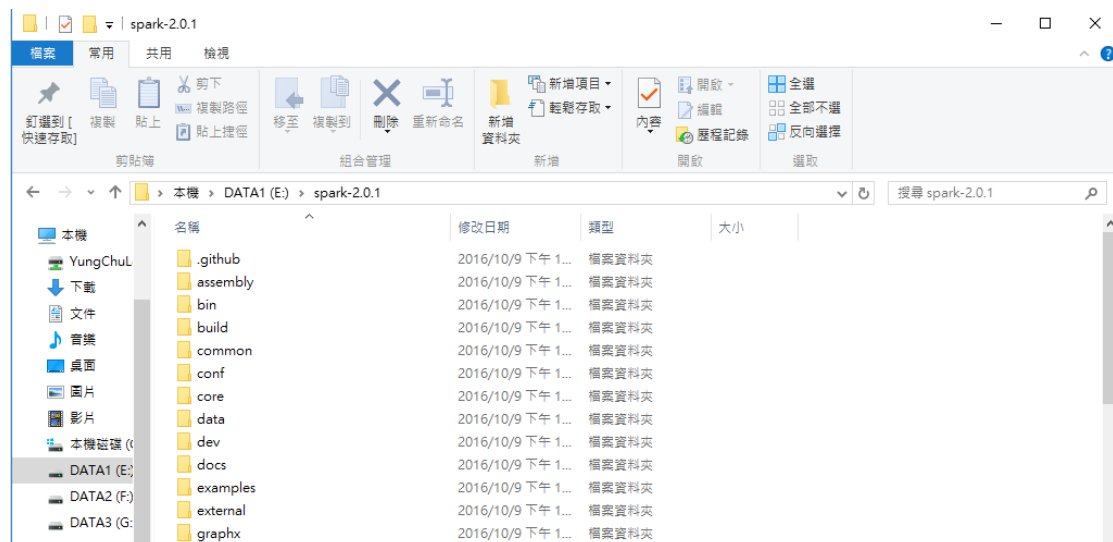 spark-2.0.1
檔案 常用 共用 檢視
釘選到 [快速存取]
複製
貼上
剪下
複製路徑
貼上捷徑
剪貼簿
移至
複製到
刪除
重新命名
組合管理
新增資料夾
新增項目
輕鬆存取
新增
內容
開啟
編輯
歷程記錄
開啟
全選
全部不選
反向選擇
選取
本機 > DATA1 (E:) > spark-2.0.1
搜尋 spark-2.0.1
本機
YungChuL
下載
文件
音樂
桌面
圖片
影片
本機磁碟 (
DATA1 (E:)
DATA2 (F:)
DATA3 (G:
名稱 修改日期 類型 大小
.github 2016/10/9 下午 1... 檔案資料夾
assembly 2016/10/9 下午 1... 檔案資料夾
bin 2016/10/9 下午 1... 檔案資料夾
build 2016/10/9 下午 1... 檔案資料夾
common 2016/10/9 下午 1... 檔案資料夾
conf 2016/10/9 下午 1... 檔案資料夾
core 2016/10/9 下午 1... 檔案資料夾
data 2016/10/9 下午 1... 檔案資料夾
dev 2016/10/9 下午 1... 檔案資料夾
docs 2016/10/9 下午 1... 檔案資料夾
examples 2016/10/9 下午 1... 檔案資料夾
external 2016/10/9 下午 1... 檔案資料夾
graphx 2016/10/9 下午 1... 檔案資料夾